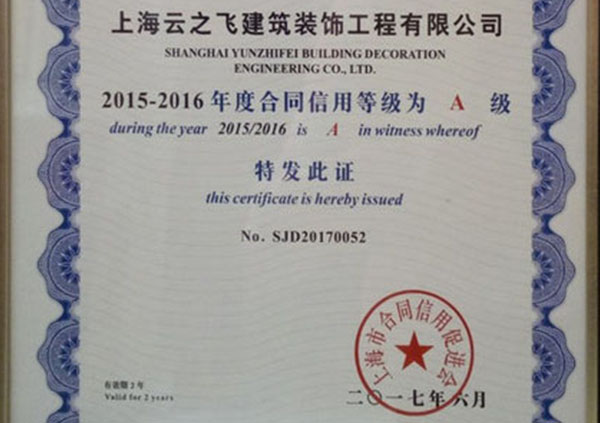 上海云之飞建筑装饰工程有限公司
SHANGHAI YUNZHIFEI BUILDING DECORATION
ENGINEERING CO., LTD.
2015-2016 年度合同信用等级为 A 级
during the year 2015/2016 is A in witness whereof
特发此证
this certificate is hereby issued
No. SJD20170052
上海市合同信用促进会
有效期 2 年
Valid for 2 years
二〇一七年六月